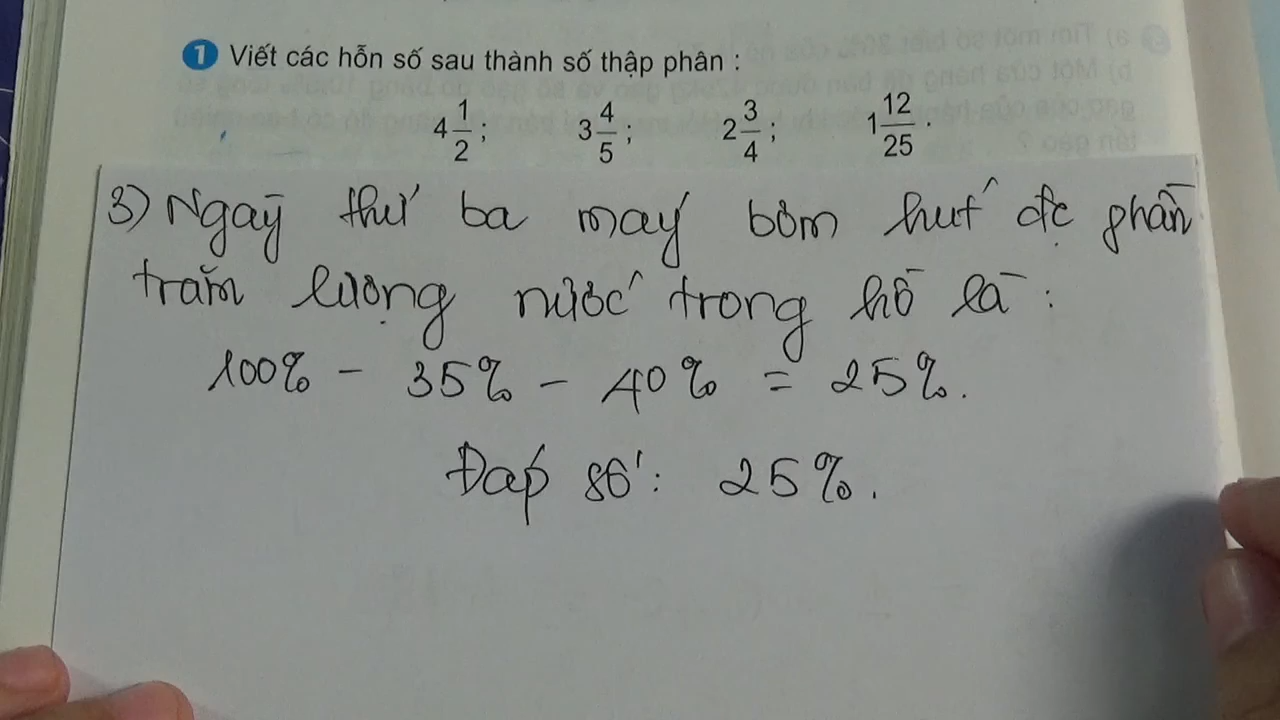 1 Viết các hỗn số sau thành số thập phân :
4 1/2 ; 3 4/5 ; 2 3/4 ; 1 12/25 .
3) Ngày thứ ba máy bơm hút đc phần
trăm lượng nước trong hồ là :
100% - 35% - 40% = 25%.
Đáp số : 25%.